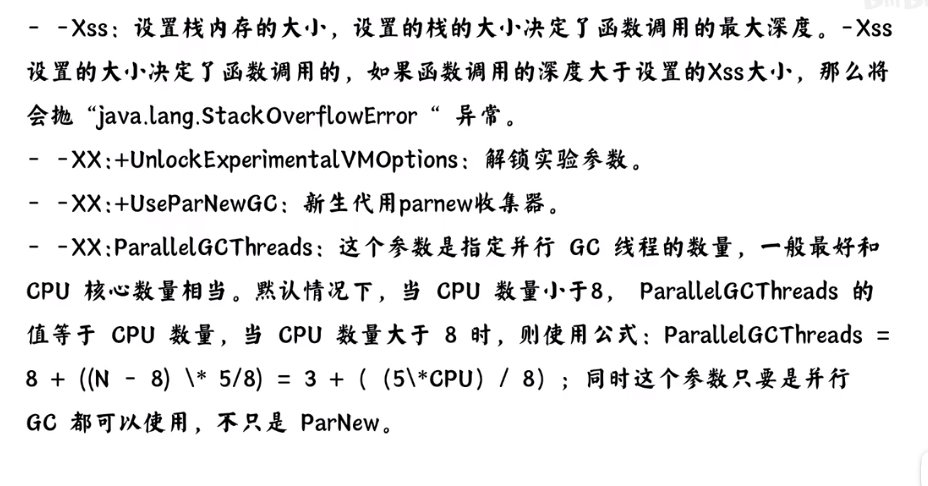 - -Xss：设置栈内存的大小，设置的栈的大小决定了函数调用的最大深度。-Xss
设置的大小决定了函数调用的，如果函数调用的深度大于设置的Xss大小，那么将
会抛“java.lang.StackOverflowError “ 异常。
- -XX:+UnlockExperimentalVMOptions：解锁实验参数。
- -XX:+UseParNewGC：新生代用parnew收集器。
- -XX:ParallelGCThreads：这个参数是指定并行 GC 线程的数量，一般最好和
CPU 核心数量相当。默认情况下，当 CPU 数量小于8， ParallelGCThreads 的
值等于 CPU 数量，当 CPU 数量大于 8 时，则使用公式：ParallelGCThreads =
8 + ((N - 8) \* 5/8) = 3 +（（5\*CPU）/ 8）；同时这个参数只要是并行
GC 都可以使用，不只是 ParNew。